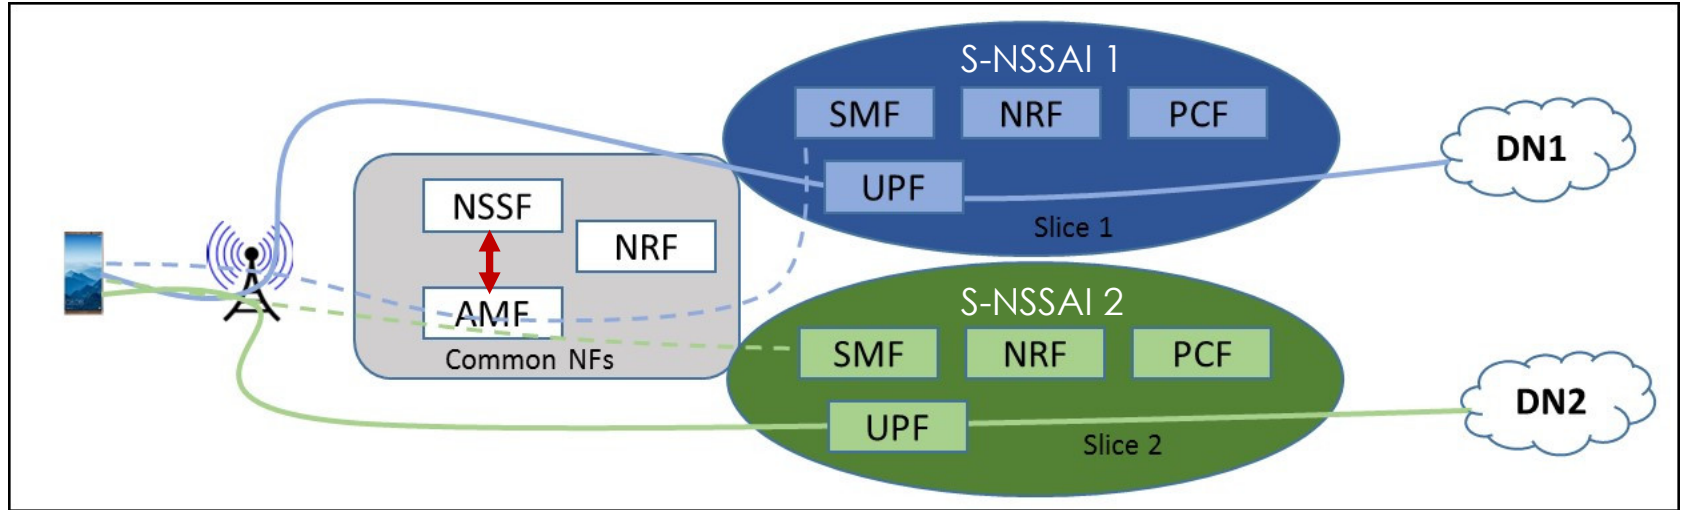 S-NSSAI 1
SMF
NRF
PCF
UPF
Slice 1
DN1
NSSF
NRF
AMF
Common NFs
S-NSSAI 2
SMF
NRF
PCF
UPF
Slice 2
DN2